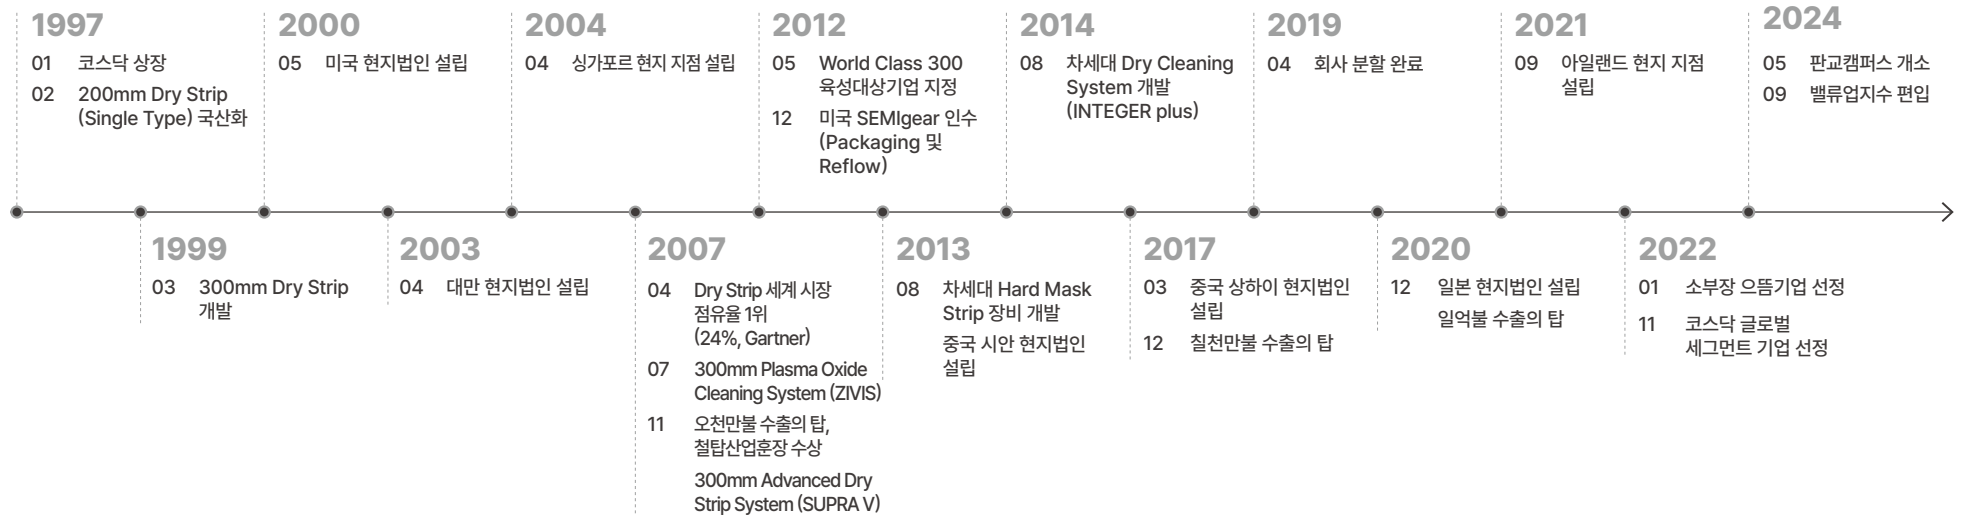 1997
01 코스닥 상장
02 200mm Dry Strip
(Single Type) 국산화
1999
03 300mm Dry Strip
개발
2000
05 미국 현지법인 설립
2003
04 대만 현지법인 설립
2004
04 싱가포르 현지 지점 설립
2007
04 Dry Strip 세계 시장
점유율 1위
(24%, Gartner)
07 300mm Plasma Oxide
Cleaning System (ZIVIS)
11 오천만불 수출의 탑,
철탑산업훈장 수상
300mm Advanced Dry
Strip System (SUPRA V)
2012
05 World Class 300
육성대상기업 지정
12 미국 SEMIgear 인수
(Packaging 및
Reflow)
2013
08 차세대 Hard Mask
Strip 장비 개발
중국 시안 현지법인
설립
2014
08 차세대 Dry Cleaning
System 개발
(INTEGER plus)
2017
03 중국 상하이 현지법인
설립
12 칠천만불 수출의 탑
2019
04 회사 분할 완료
2020
12 일본 현지법인 설립
일억불 수출의 탑
2021
09 아일랜드 현지 지점
설립
2022
01 소부장 으뜸기업 선정
11 코스닥 글로벌
세그먼트 기업 선정
2024
05 판교캠퍼스 개소
09 밸류업지수 편입